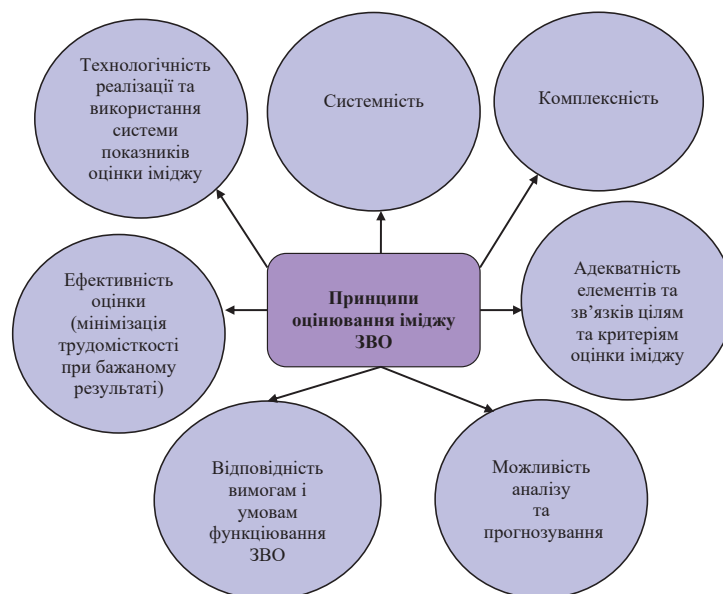 Технологічність
реалізації та
використання
системи
показників
оцінки іміджу
Системність
Комплексність
Ефективність
оцінки
(мінімізація
трудомісткості
при бажаному
результаті)
Принципи
оцінювання іміджу
ЗВО
Адекватність
елементів та
зв’язків цілям
та критеріям
оцінки іміджу
Відповідність
вимогам і
умовам
функціювання
ЗВО
Можливість
аналізу
та
прогнозування